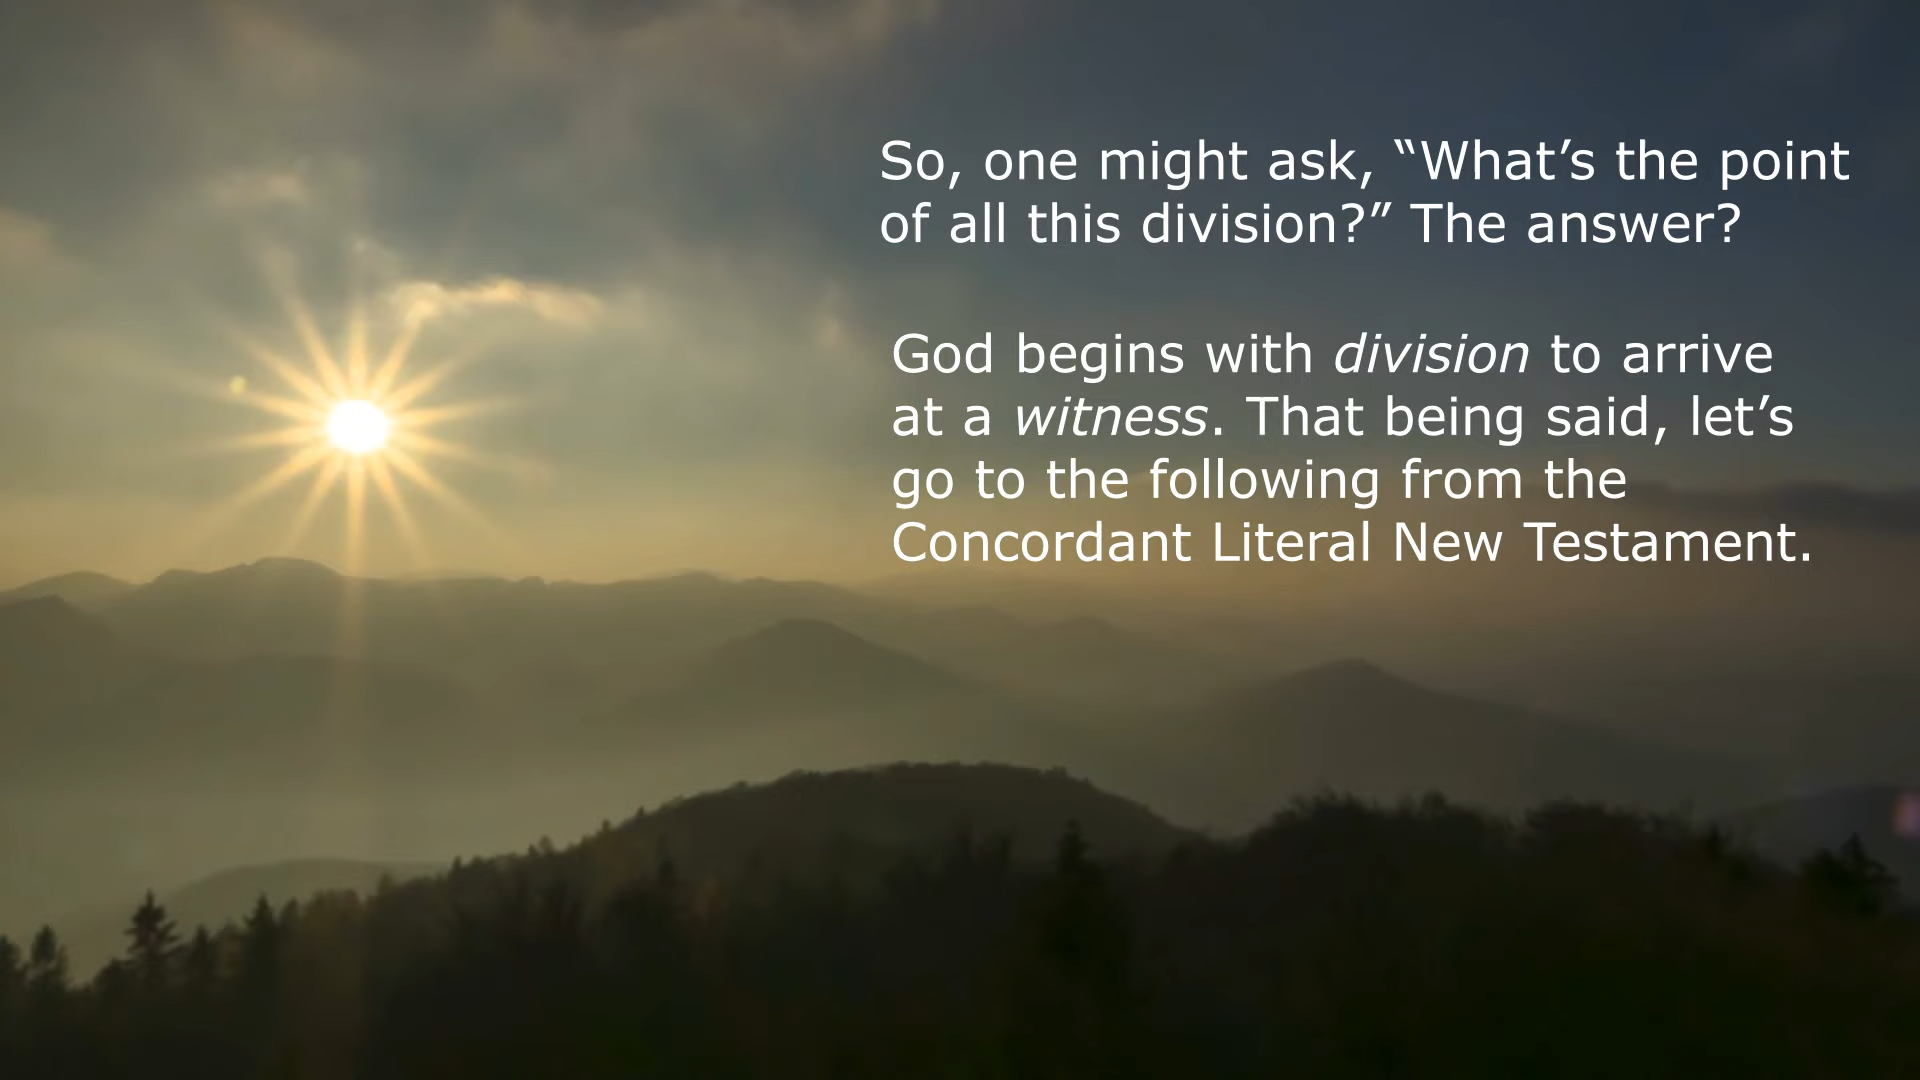 So, one might ask, “What’s the point
of all this division?” The answer?
God begins with division to arrive
at a witness. That being said, let’s
go to the following from the
Concordant Literal New Testament.